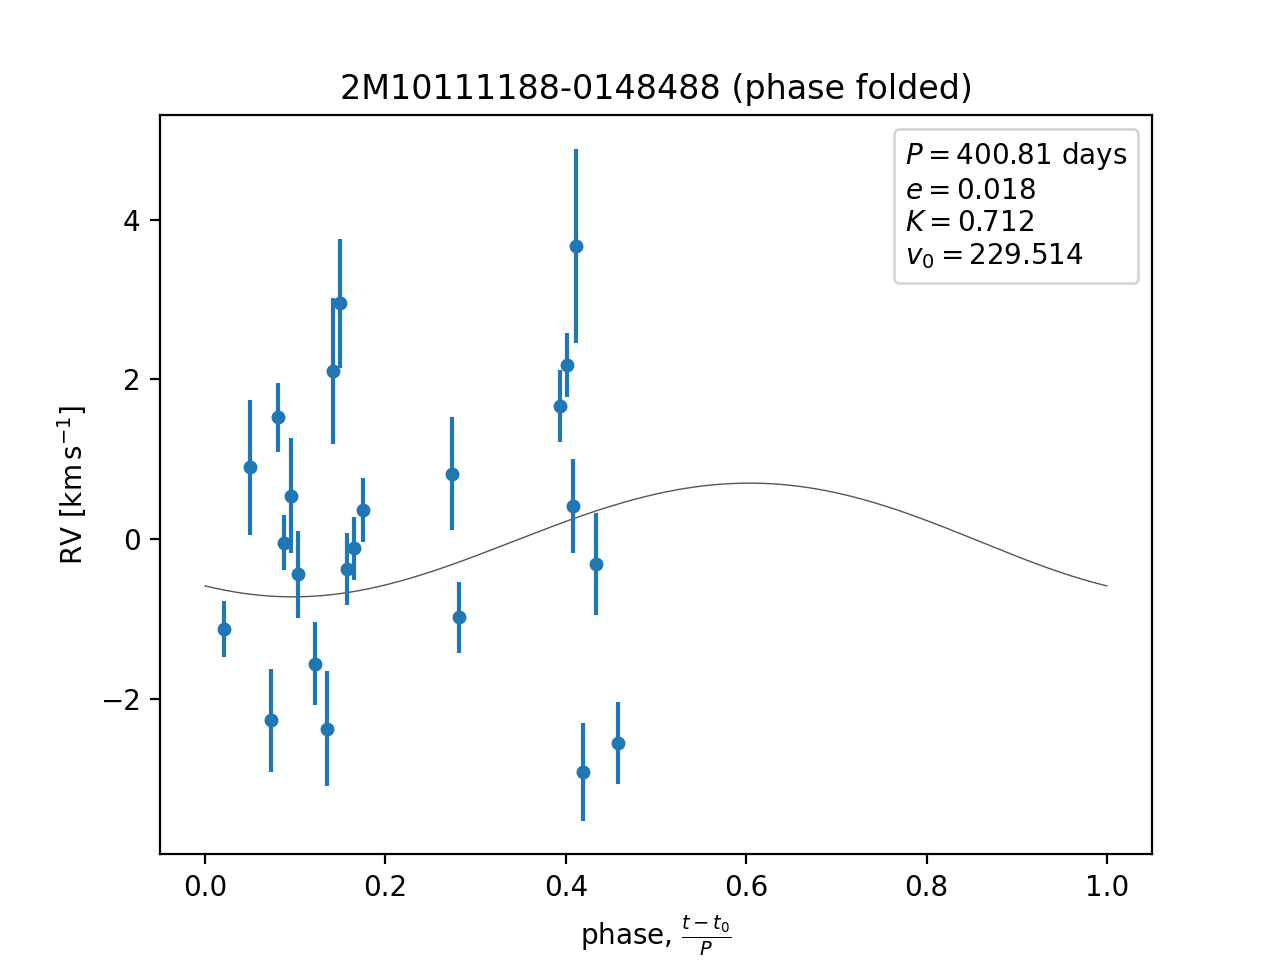 2M10111188-0148488 (phase folded)
P = 400.81 days
e = 0.018
K = 0.712
v₀ = 229.514
4
2
0
−2
RV [km s⁻¹]
0.0 0.2 0.4 0.6 0.8 1.0
phase, (t − t₀)/P